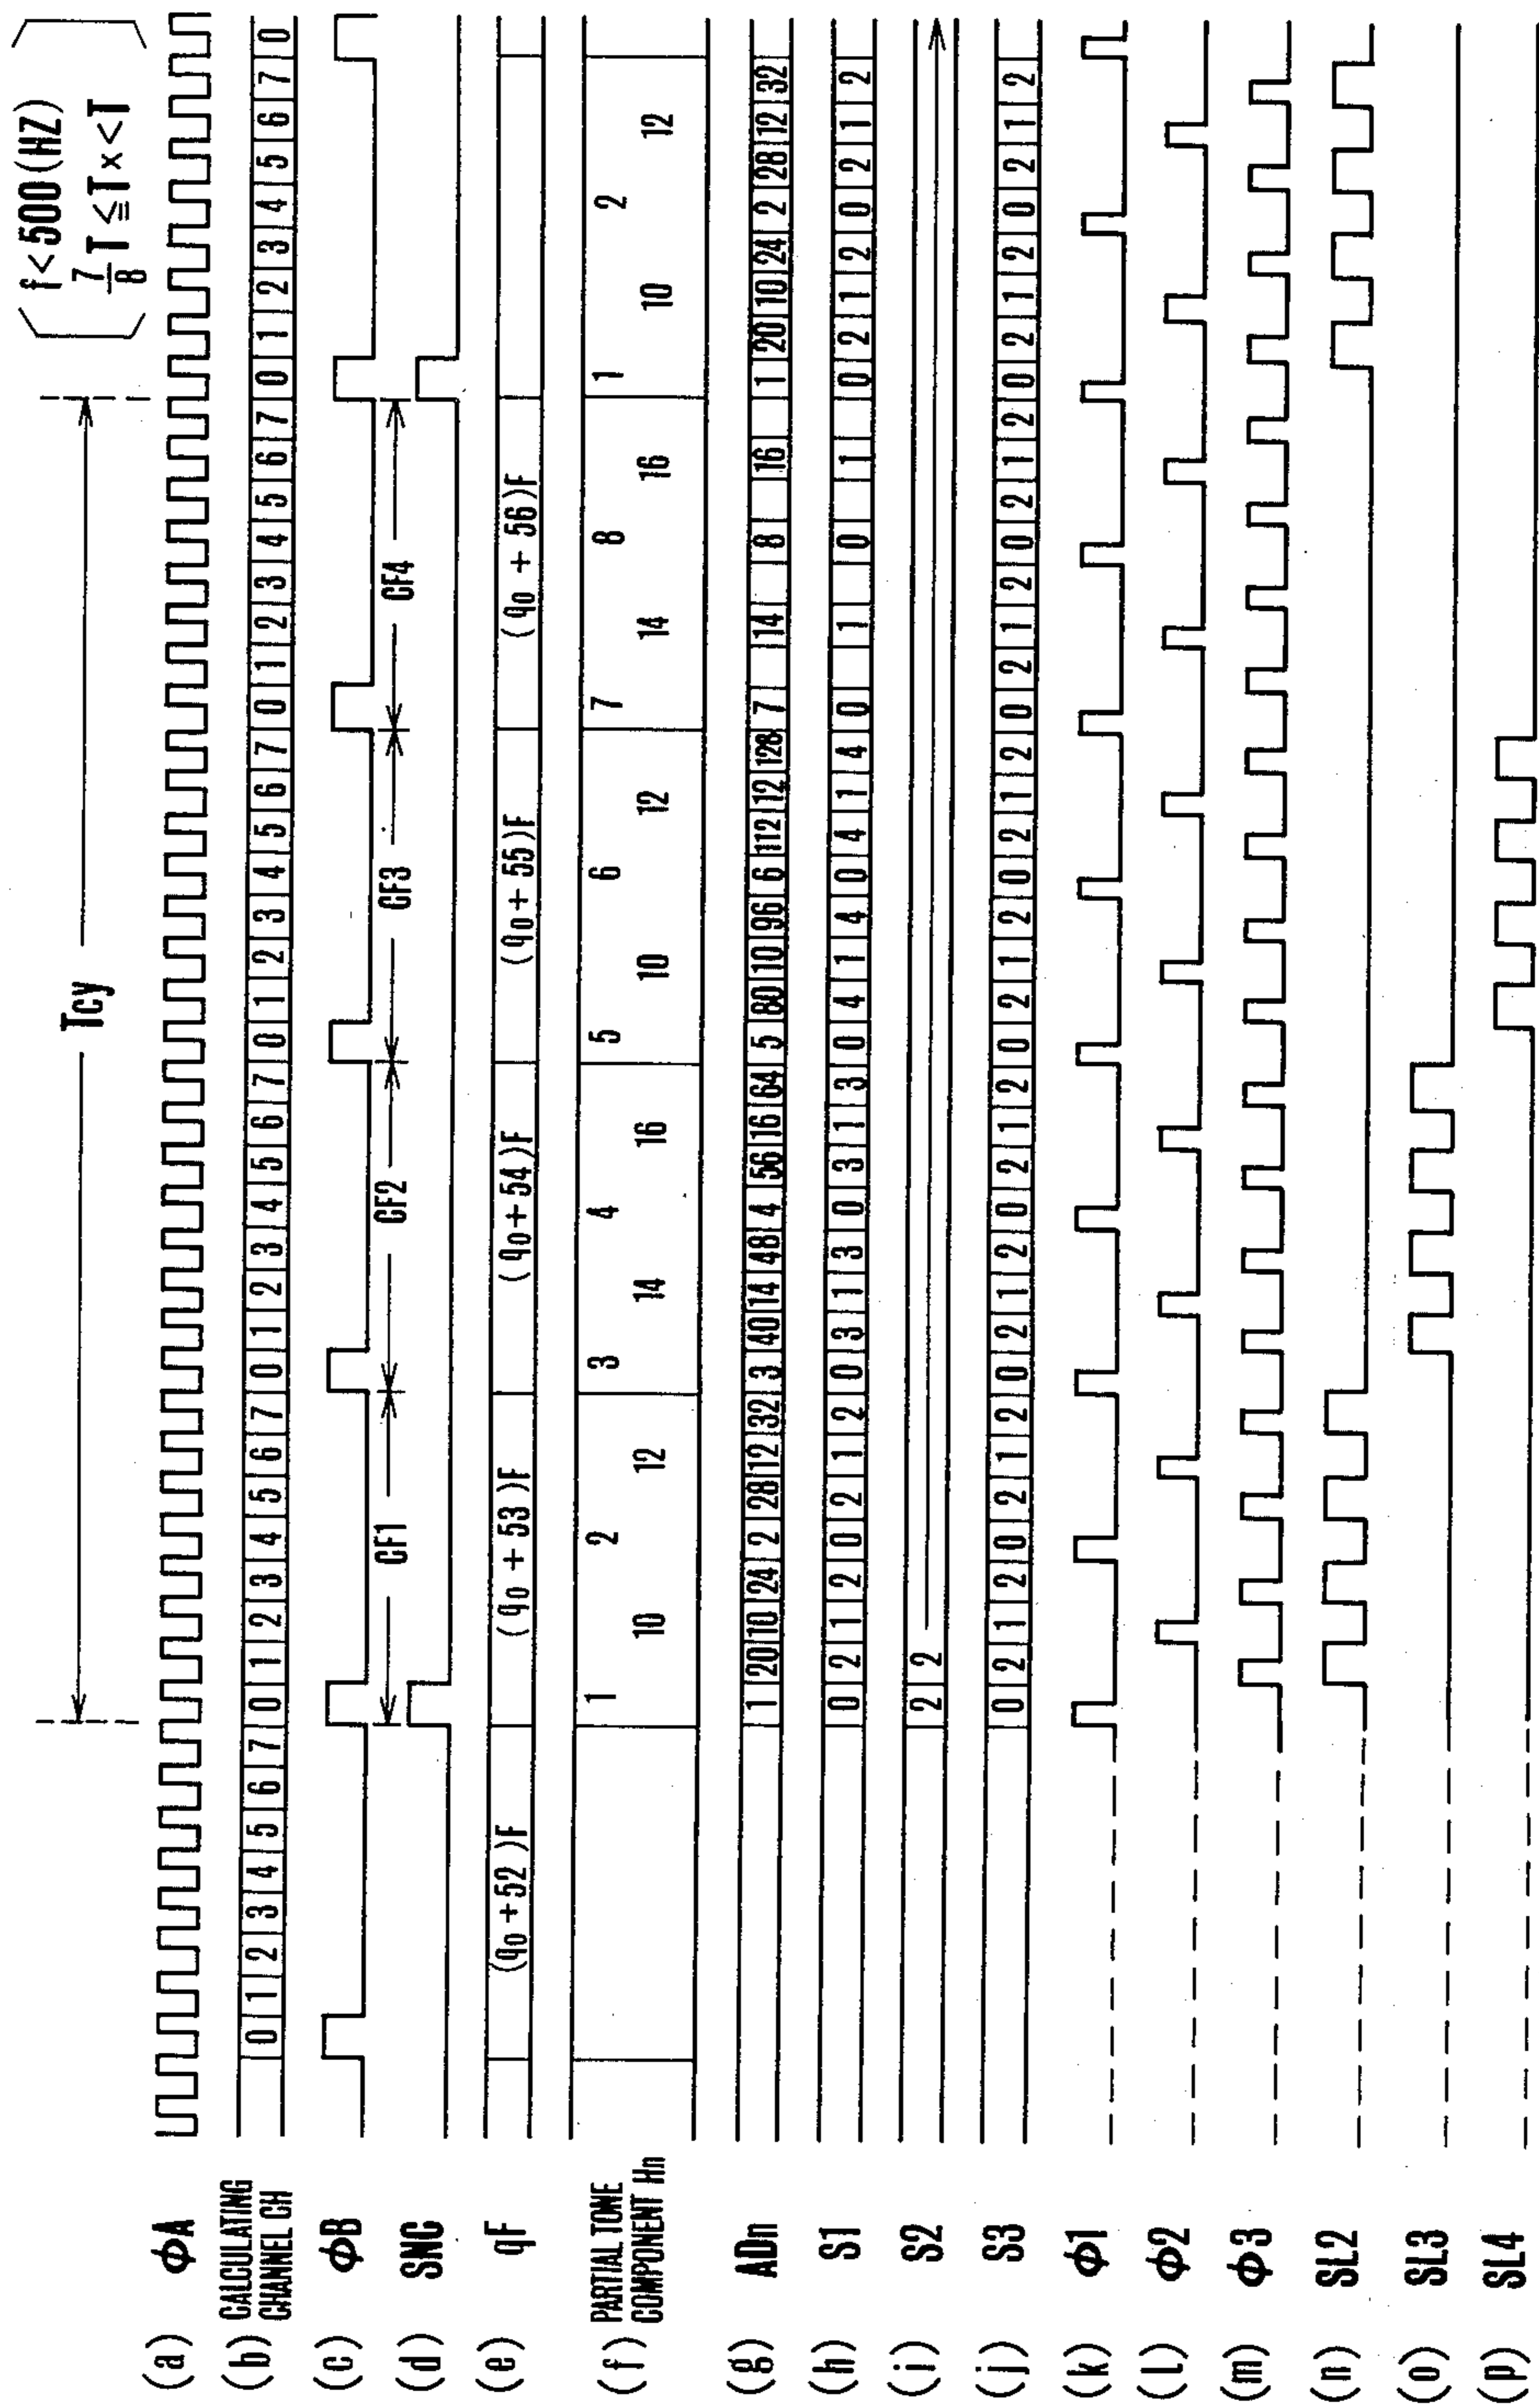 ( f < 500 (HZ)
7/8 T ≦ Tx < T )
Tcy
(a) ϕA
(b) CALCULATING CHANNEL CH 0 1 2 3 4 5 6 7 0 1 2 3 4 5 6 7 0 1 2 3 4 5 6 7 0 1 2 3 4 5 6 7 0 1 2 3 4 5 6 7 0 1 2 3 4 5 6 7 0
(c) ϕB
CF1 CF2 CF3 CF4
(d) SNC
(e) qF (q0 + 52)F (q0 + 53)F (q0 + 54)F (q0 + 55)F (q0 + 56)F
(f) PARTIAL TONE COMPONENT Hn 1 10 2 12 3 14 4 16 5 10 6 12 7 14 8 16 1 10 2 12
(g) ADn 1 20 10 24 2 28 12 32 3 40 14 48 4 56 16 64 5 80 10 96 6 112 12 128 7 14 8 16 1 20 10 24 2 28 12 32
(h) S1 0 2 1 2 0 2 1 2 0 3 1 3 0 3 1 3 0 4 1 4 0 4 1 4 0 1 0 1 0 2 1 2 0 2 1 2
(i) S2 2 2
(j) S3 0 2 1 2 0 2 1 2 0 2 1 2 0 2 1 2 0 2 1 2 0 2 1 2 0 2 1 2 0 2 1 2 0 2 1 2 0 2 1 2
(k) ϕ1
(l) ϕ2
(m) ϕ3
(n) SL2
(o) SL3
(p) SL4